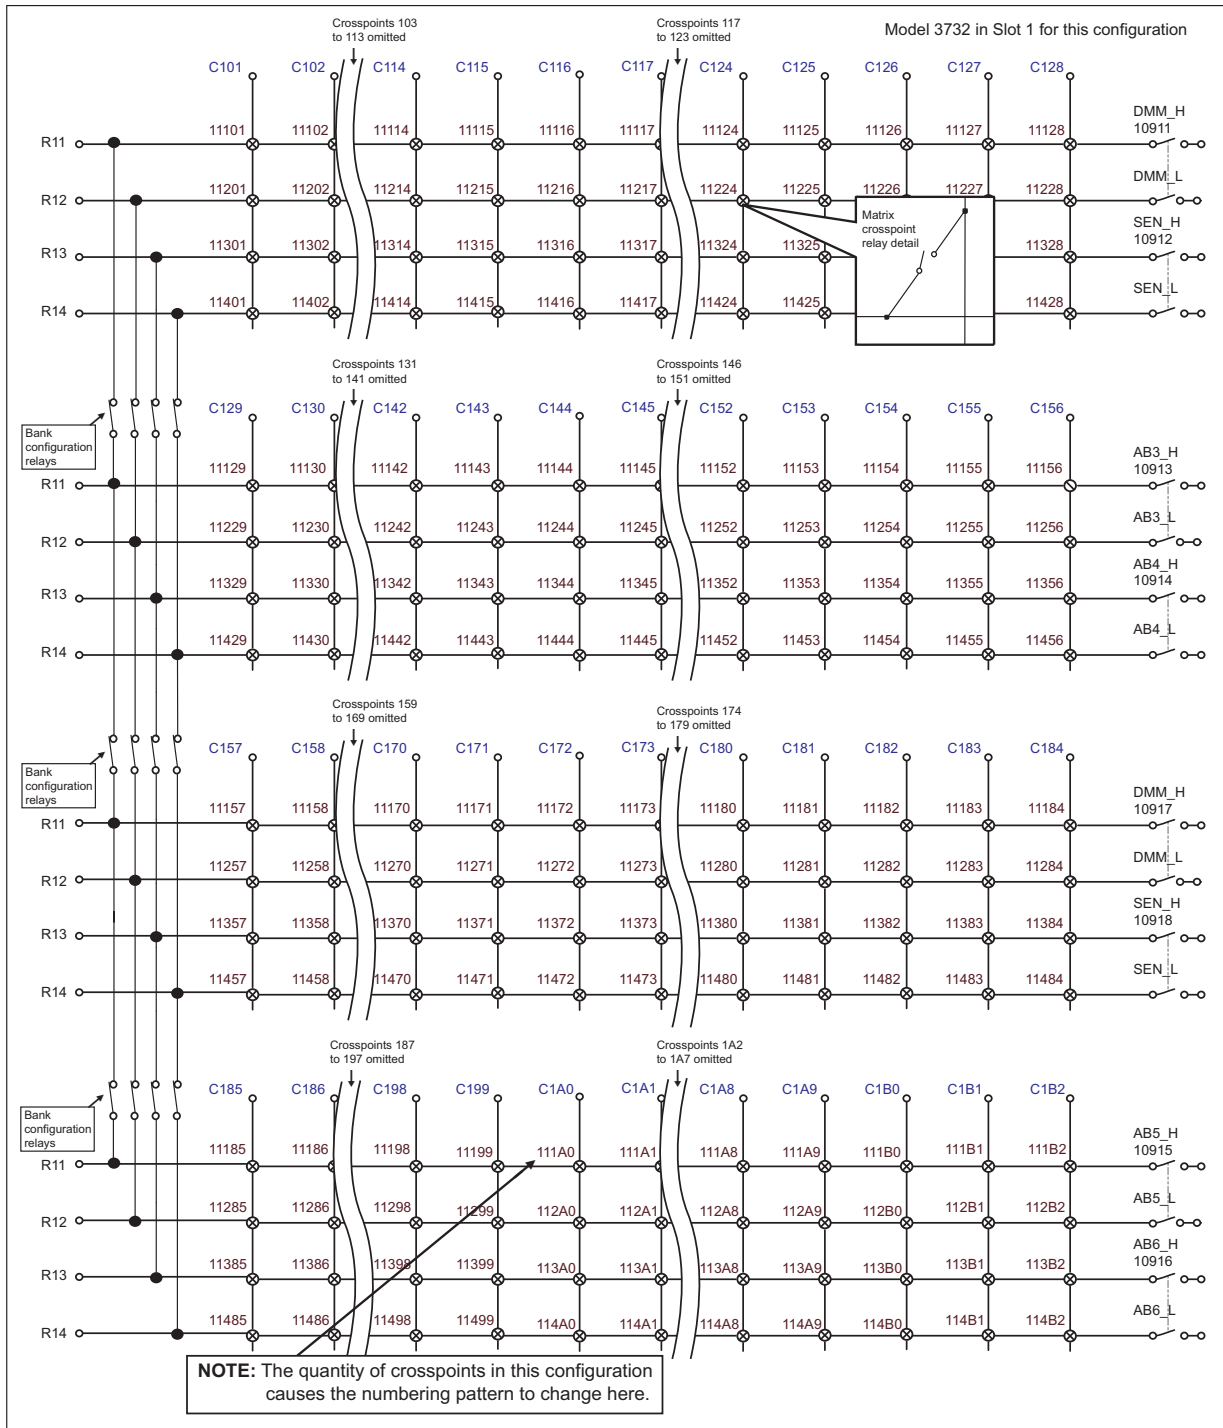 Crosspoints 103
to 113 omitted
Crosspoints 117
to 123 omitted
Model 3732 in Slot 1 for this configuration
C101 C102 C114 C115 C116 C117 C124 C125 C126 C127 C128
DMM_H
R11 11101 11102 11114 11115 11116 11117 11124 11125 11126 11127 11128 10911
R12 11201 11202 11214 11215 11216 11217 11224 11225 11226 11227 11228 DMM_L
Matrix
crosspoint
relay detail
SEN_H
R13 11301 11302 11314 11315 11316 11317 11324 11325 11328 10912
R14 11401 11402 11414 11415 11416 11417 11424 11425 11428 SEN_L
Crosspoints 131
to 141 omitted
Crosspoints 146
to 151 omitted
C129 C130 C142 C143 C144 C145 C152 C153 C154 C155 C156
Bank
configuration
relays
AB3_H
R11 11129 11130 11142 11143 11144 11145 11152 11153 11154 11155 11156 10913
R12 11229 11230 11242 11243 11244 11245 11252 11253 11254 11255 11256 AB3_L
AB4_H
R13 11329 11330 11342 11343 11344 11345 11352 11353 11354 11355 11356 10914
R14 11429 11430 11442 11443 11444 11445 11452 11453 11454 11455 11456 AB4_L
Crosspoints 159
to 169 omitted
Crosspoints 174
to 179 omitted
C157 C158 C170 C171 C172 C173 C180 C181 C182 C183 C184
Bank
configuration
relays
DMM_H
R11 11157 11158 11170 11171 11172 11173 11180 11181 11182 11183 11184 10917
R12 11257 11258 11270 11271 11272 11273 11280 11281 11282 11283 11284 DMM_L
SEN_H
R13 11357 11358 11370 11371 11372 11373 11380 11381 11382 11383 11384 10918
R14 11457 11458 11470 11471 11472 11473 11480 11481 11482 11483 11484 SEN_L
Crosspoints 187
to 197 omitted
Crosspoints 1A2
to 1A7 omitted
C185 C186 C198 C199 C1A0 C1A1 C1A8 C1A9 C1B0 C1B1 C1B2
Bank
configuration
relays
AB5_H
R11 11185 11186 11198 11199 111A0 111A1 111A8 111A9 111B0 111B1 111B2 10915
R12 11285 11286 11298 11299 112A0 112A1 112A8 112A9 112B0 112B1 112B2 AB5_L
AB6_H
R13 11385 11386 11398 11399 113A0 113A1 113A8 113A9 113B0 113B1 113B2 10916
R14 11485 11486 11498 11499 114A0 114A1 114A8 114A9 114B0 114B1 114B2 AB6_L
NOTE: The quantity of crosspoints in this configuration
causes the numbering pattern to change here.